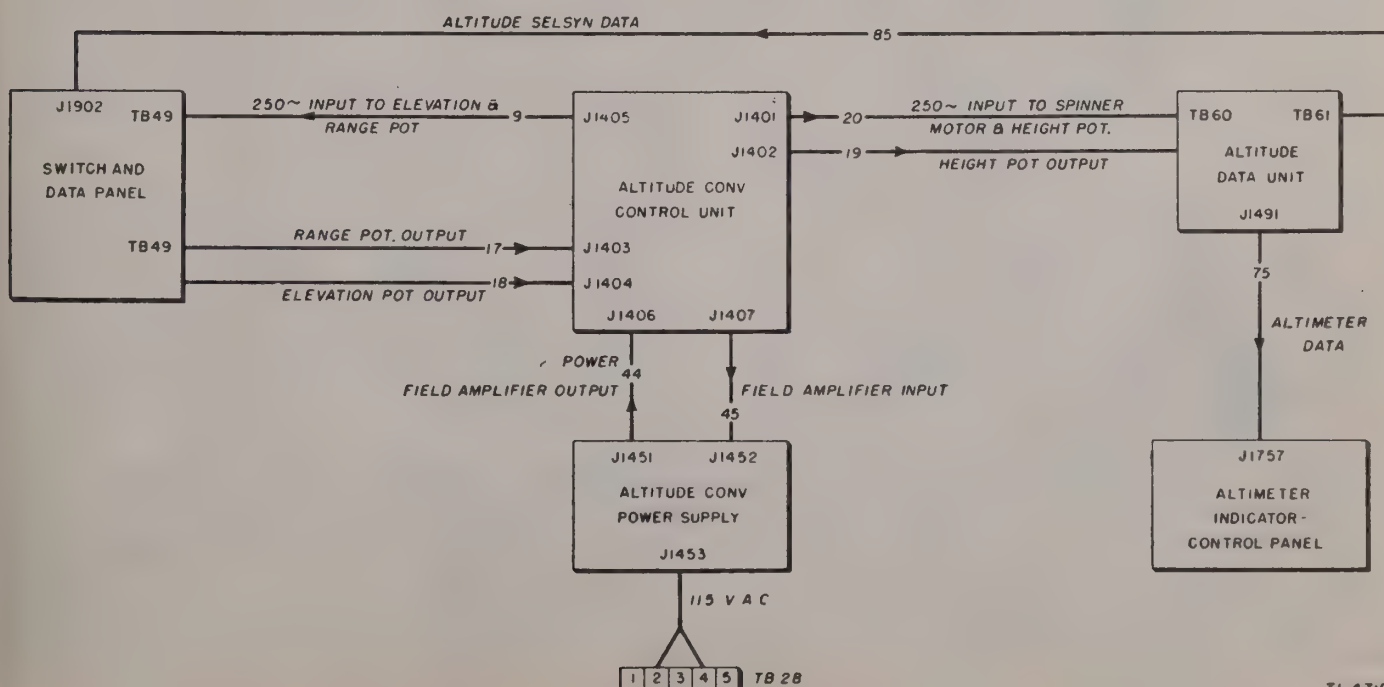 ALTITUDE SELSYN DATA
85
J1902
TB49
SWITCH AND
DATA PANEL
TB49
250~ INPUT TO ELEVATION &
RANGE POT
9
RANGE POT. OUTPUT
17
18
ELEVATION POT OUTPUT
J1405
J1401
J1402
ALTITUDE CONV
CONTROL UNIT
J1403
J1404
J1406
J1407
20
250~ INPUT TO SPINNER
MOTOR & HEIGHT POT.
19
HEIGHT POT OUTPUT
TB60
TB61
ALTITUDE
DATA UNIT
J1491
75
ALTIMETER
DATA
POWER
44
FIELD AMPLIFIER OUTPUT
FIELD AMPLIFIER INPUT
45
J1451
J1452
ALTITUDE CONV
POWER SUPPLY
J1453
J1757
ALTIMETER
INDICATOR-
CONTROL PANEL
115 V A C
1 2 3 4 5 TB 28